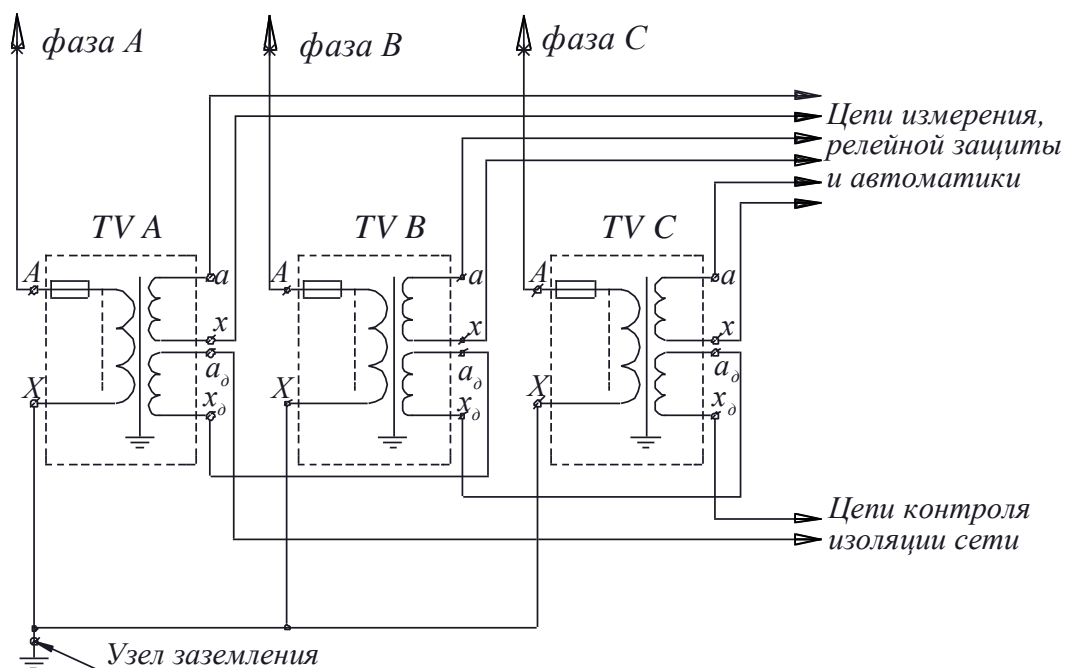 фаза А
фаза В
фаза С
Цепи измерения,
релейной защиты
и автоматики
TV A
TV B
TV C
A
a
x
X
aд
xд
A
a
x
X
aд
xд
A
a
x
X
aд
xд
Цепи контроля
изоляции сети
Узел заземления